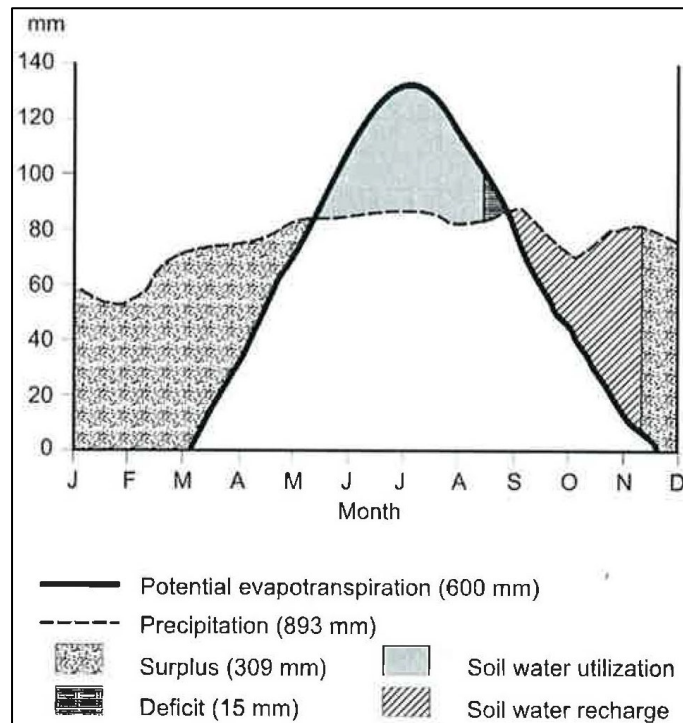 mm
140
120
100
80
60
40
20
0
J F M A M J J A S O N D
Month
Potential evapotranspiration (600 mm)
Precipitation (893 mm)
Surplus (309 mm) Soil water utilization
Deficit (15 mm) Soil water recharge